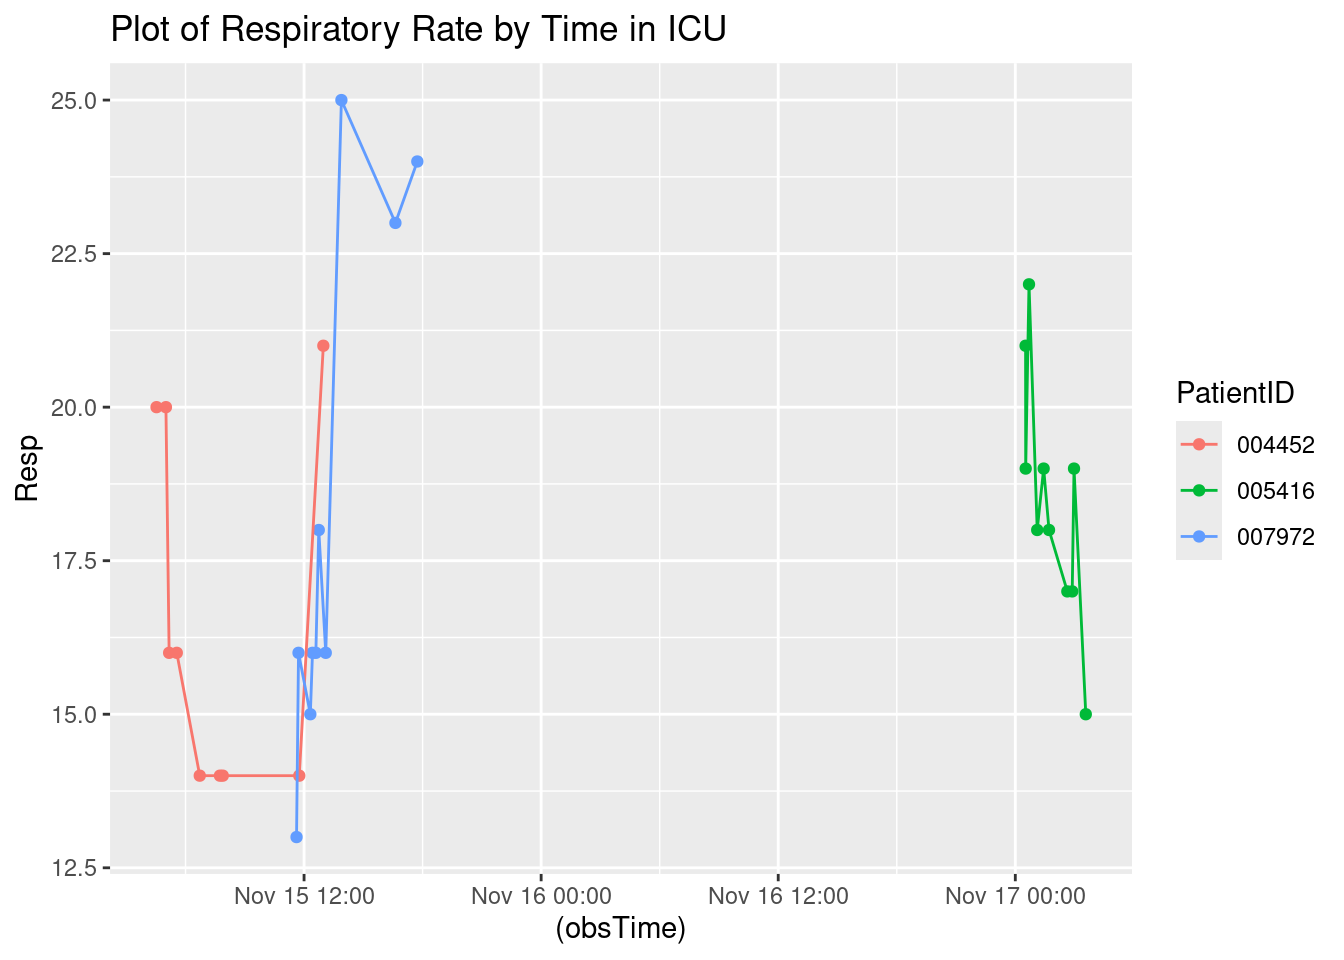 Plot of Respiratory Rate by Time in ICU
25.0
22.5
20.0
17.5
15.0
12.5
Resp
Nov 15 12:00
Nov 16 00:00
Nov 16 12:00
Nov 17 00:00
(obsTime)
PatientID
004452
005416
007972